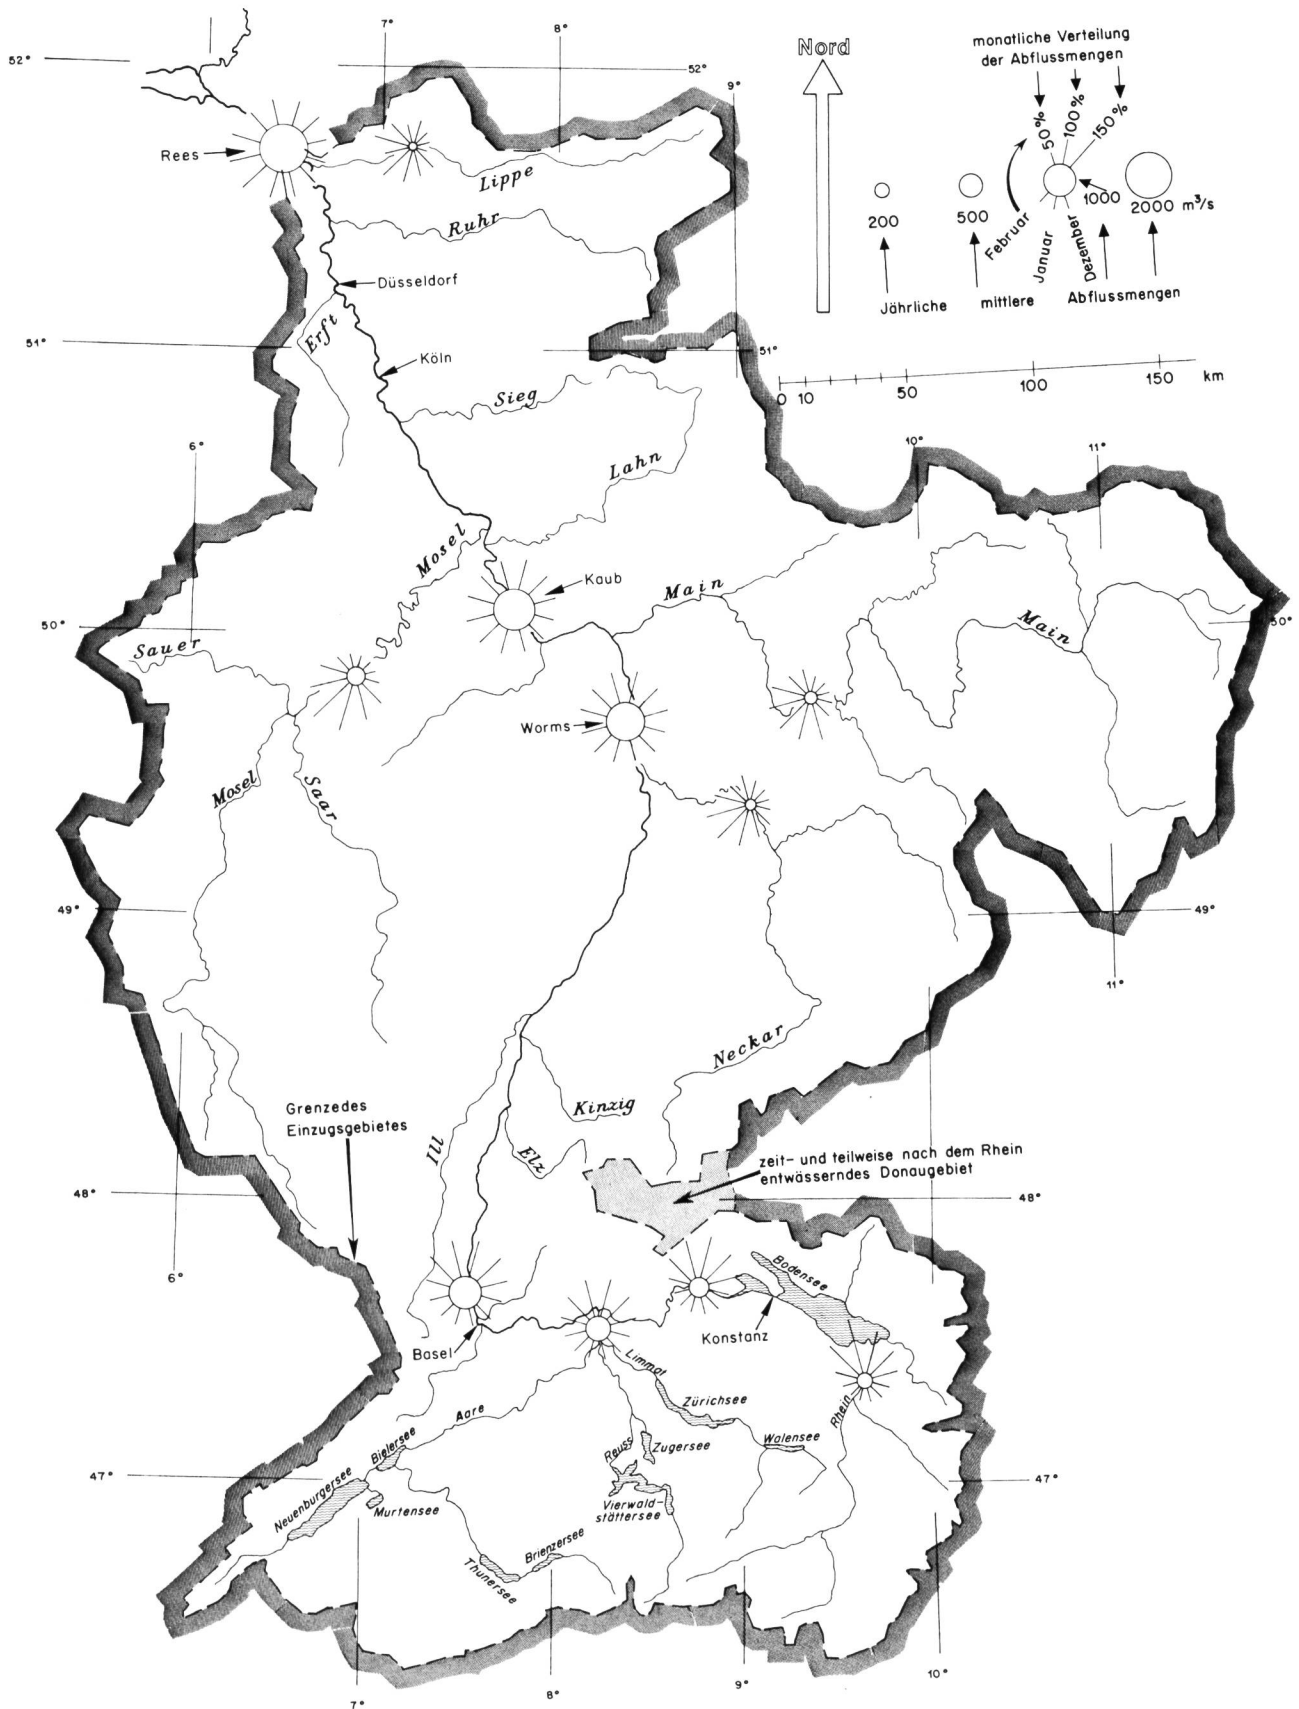 7°
8°
52°
52°
9°
Nord
monatliche Verteilung
der Abflussmengen
50 %
100 %
150 %
Rees
Lippe
Ruhr
200
500
1000
2000 m³/s
Februar
Januar
Dezember
Jährliche mittlere Abflussmengen
Düsseldorf
Erft
51°
51°
Köln
Sieg
0 10 50 100 150 km
6°
10°
11°
Lahn
Mosel
Kaub
Main
Main
50°
50°
Sauer
Worms
Mosel
Saar
49°
49°
11°
Neckar
Kinzig
Grenzedes
Einzugsgebietes
Ill
Elz
zeit- und teilweise nach dem Rhein
entwässerndes Donaugebiet
48°
48°
6°
Bodensee
Konstanz
Basel
Limmat
Zürichsee
Rhein
Aare
Walensee
Bielersee
Reuss
Zugersee
47°
47°
Neuenburgersee
Murtensee
Vierwald-
stättersee
Brienzersee
Thunersee
7°
8°
9°
10°